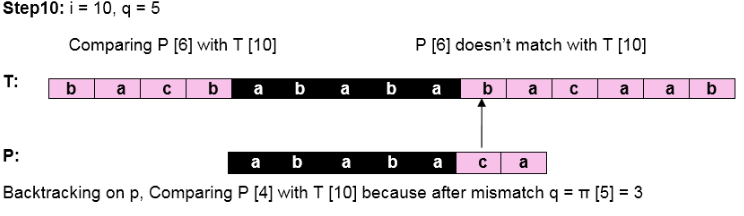 Step10: i = 10, q = 5
Comparing P [6] with T [10] P [6] doesn't match with T [10]
T: b a c b a b a b a b a c a a b
P: a b a b a c a
Backtracking on p, Comparing P [4] with T [10] because after mismatch q = π [5] = 3